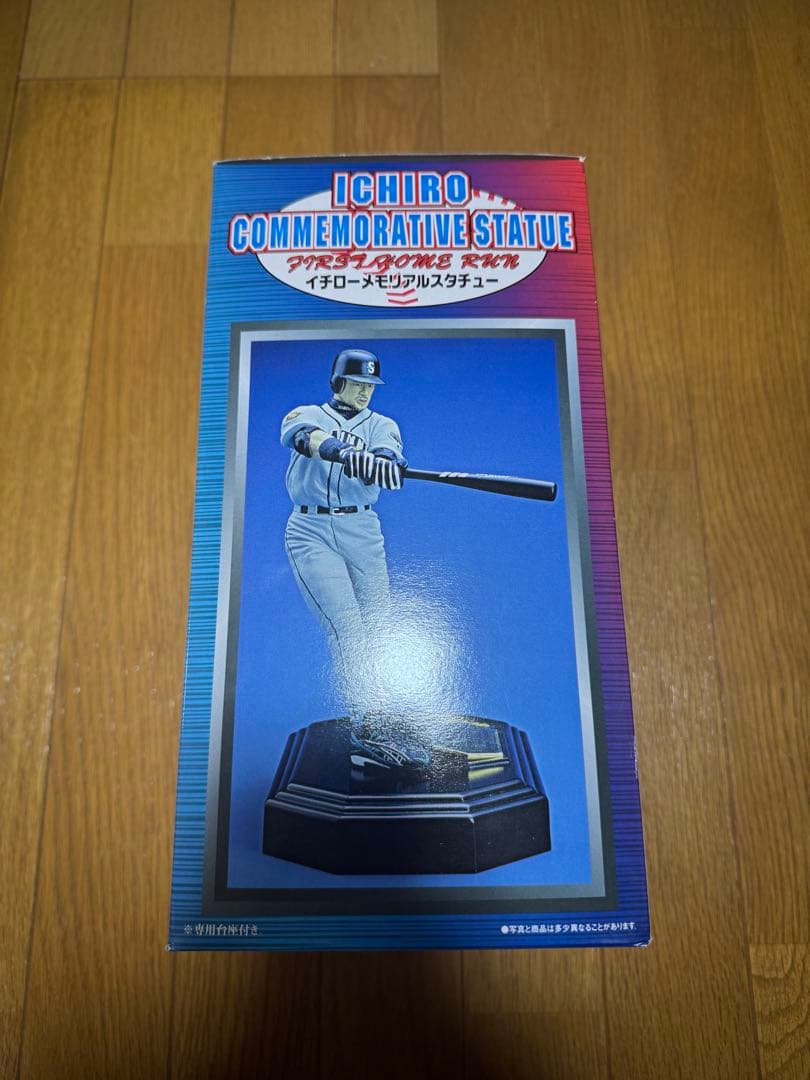 ICHIRO
COMMEMORATIVE STATUE
FIRST HOME RUN
イチローメモリアルスタチュー
S
※専用台座付き
●写真と商品は多少異なることがあります。